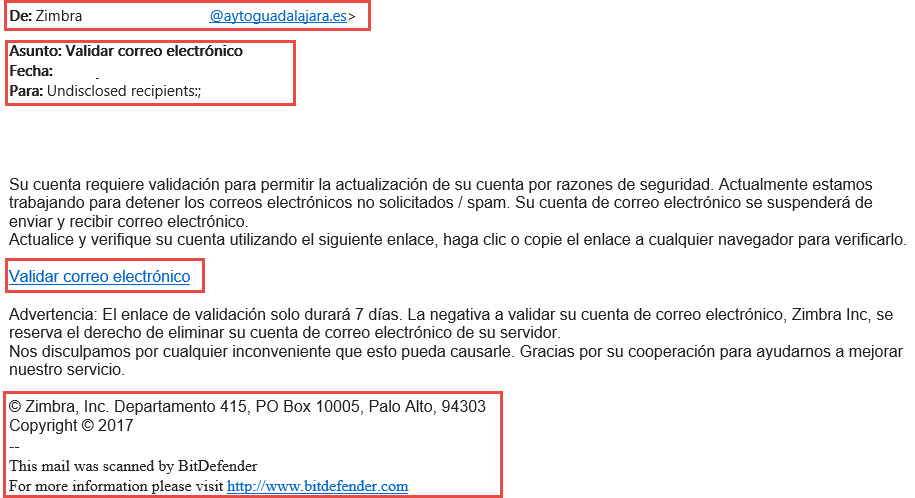 De: Zimbra @aytoguadalajara.es>
Asunto: Validar correo electrónico
Fecha:
Para: Undisclosed recipients:;
Su cuenta requiere validación para permitir la actualización de su cuenta por razones de seguridad. Actualmente estamos
trabajando para detener los correos electrónicos no solicitados / spam. Su cuenta de correo electrónico se suspenderá de
enviar y recibir correo electrónico.
Actualice y verifique su cuenta utilizando el siguiente enlace, haga clic o copie el enlace a cualquier navegador para verificarlo.
Validar correo electrónico
Advertencia: El enlace de validación solo durará 7 días. La negativa a validar su cuenta de correo electrónico, Zimbra Inc, se
reserva el derecho de eliminar su cuenta de correo electrónico de su servidor.
Nos disculpamos por cualquier inconveniente que esto pueda causarle. Gracias por su cooperación para ayudarnos a mejorar
nuestro servicio.
© Zimbra, Inc. Departamento 415, PO Box 10005, Palo Alto, 94303
Copyright © 2017
--
This mail was scanned by BitDefender
For more information please visit http://www.bitdefender.com